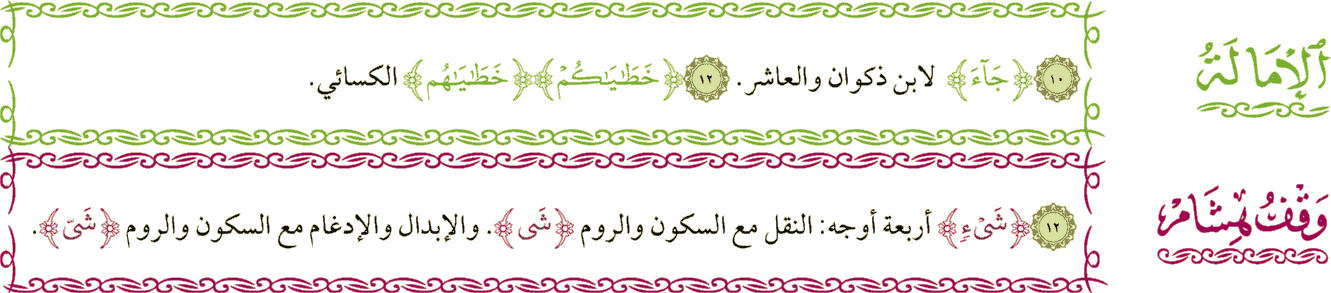 ٱلْإِمَالَةُ
١٠ ﴿جَآءَ﴾ لابن ذكوان والعاشر. ١٢ ﴿خَطَٰيَـٰكُمْ﴾ ﴿خَطَٰيَـٰهُم﴾ الكسائي.
وَقْفُ هِشَامْ
١٢ ﴿شَىْءٍ﴾ أربعة أوجه: النقل مع السكون والروم ﴿شَى﴾. والإبدال والإدغام مع السكون والروم ﴿شَىّ﴾.